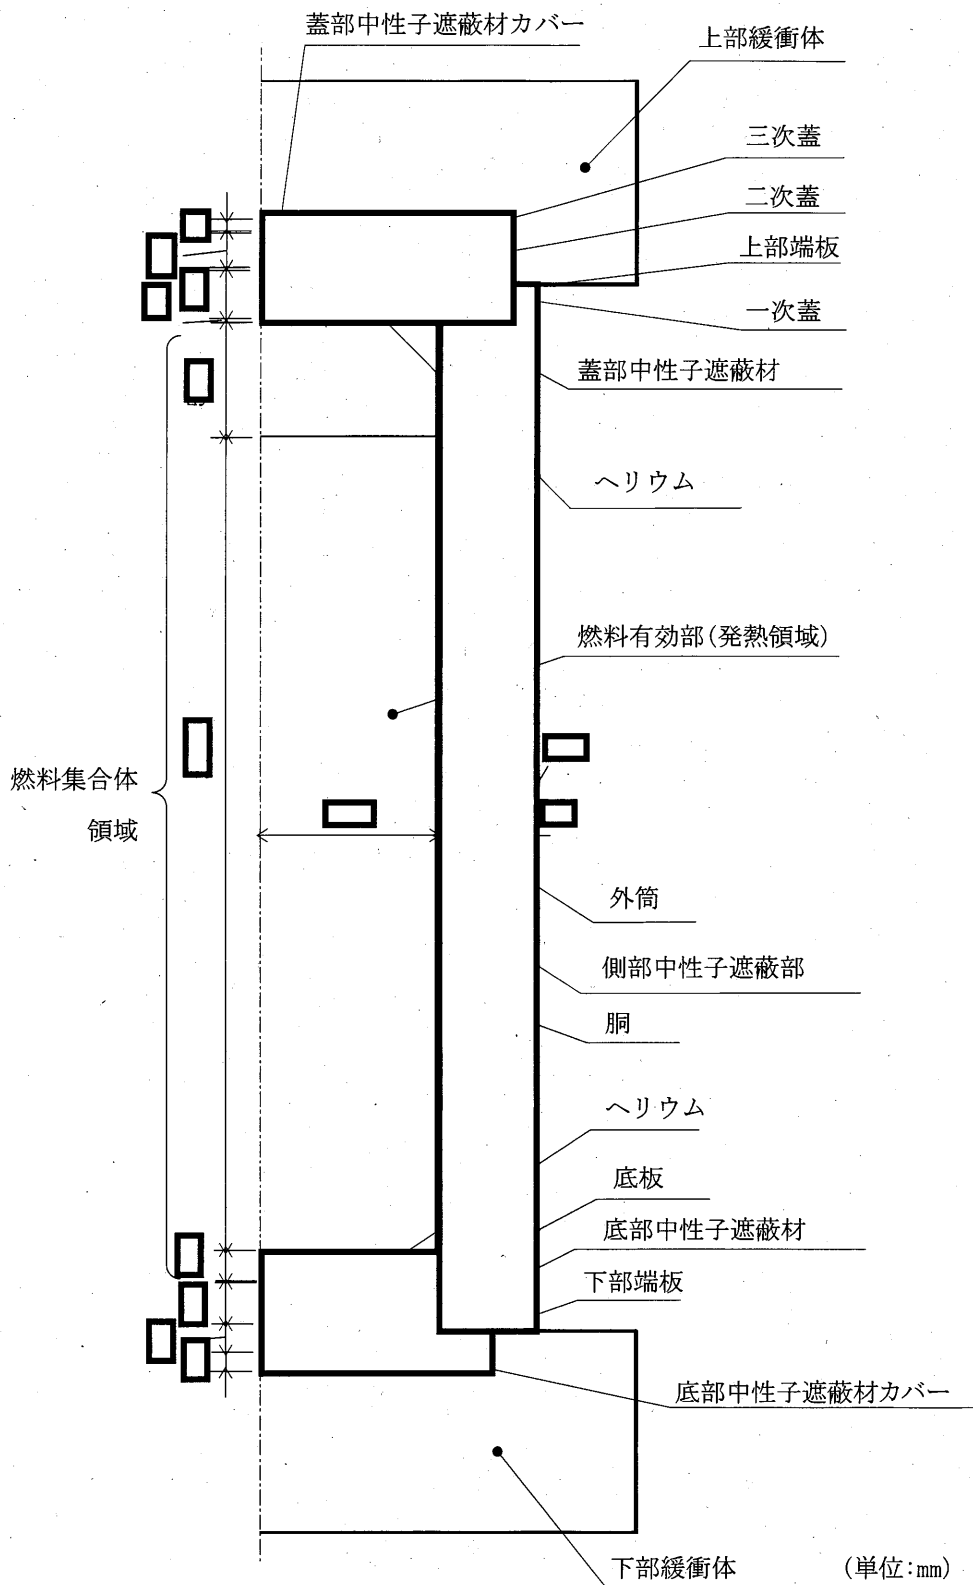 蓋部中性子遮蔽材カバー
上部緩衝体
三次蓋
二次蓋
上部端板
一次蓋
蓋部中性子遮蔽材
ヘリウム
燃料有効部(発熱領域)
燃料集合体
領域
外筒
側部中性子遮蔽部
胴
ヘリウム
底板
底部中性子遮蔽材
下部端板
底部中性子遮蔽材カバー
下部緩衝体
(単位:mm)